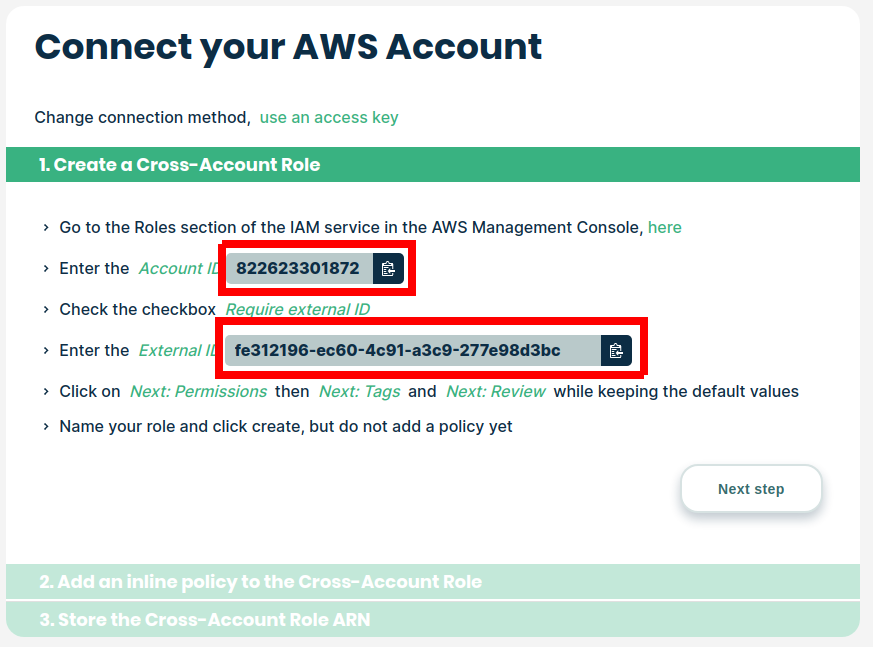 Connect your AWS Account
Change connection method, use an access key
1. Create a Cross-Account Role
› Go to the Roles section of the IAM service in the AWS Management Console, here
› Enter the Account ID 822623301872
› Check the checkbox Require external ID
› Enter the External ID fe312196-ec60-4c91-a3c9-277e98d3bc
› Click on Next: Permissions then Next: Tags and Next: Review while keeping the default values
› Name your role and click create, but do not add a policy yet
Next step
2. Add an inline policy to the Cross-Account Role
3. Store the Cross-Account Role ARN